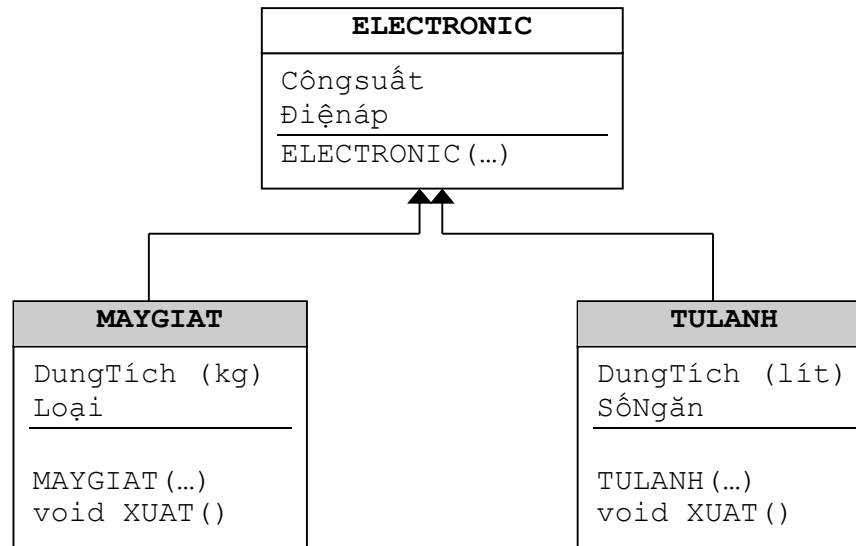 ELECTRONIC
Côngsuất
Điệnáp
ELECTRONIC(…)
MAYGIAT
DungTích (kg)
Loại
MAYGIAT(…)
void XUAT()
TULANH
DungTích (lít)
SốNgăn
TULANH(…)
void XUAT()